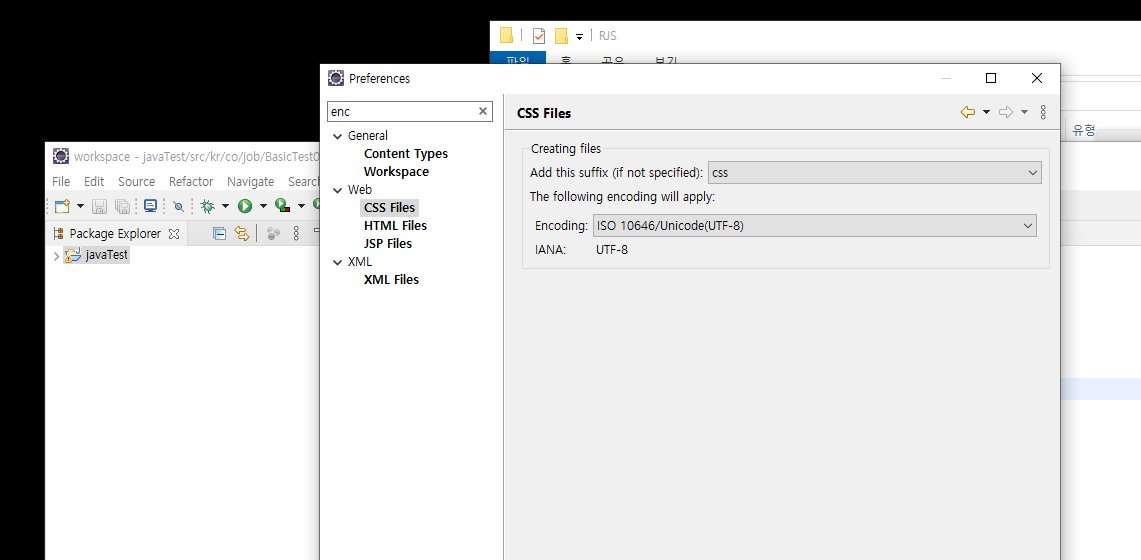 RJS
파일 홈 공유 보기
Preferences
enc
CSS Files
유형
General
Content Types
Workspace
Creating files
workspace - javaTest/src/kr/co/job/BasicTest0
Add this suffix (if not specified): css
File Edit Source Refactor Navigate Search
Web
The following encoding will apply:
CSS Files
HTML Files
Encoding: ISO 10646/Unicode(UTF-8)
Package Explorer
JSP Files
IANA: UTF-8
javaTest
XML
XML Files